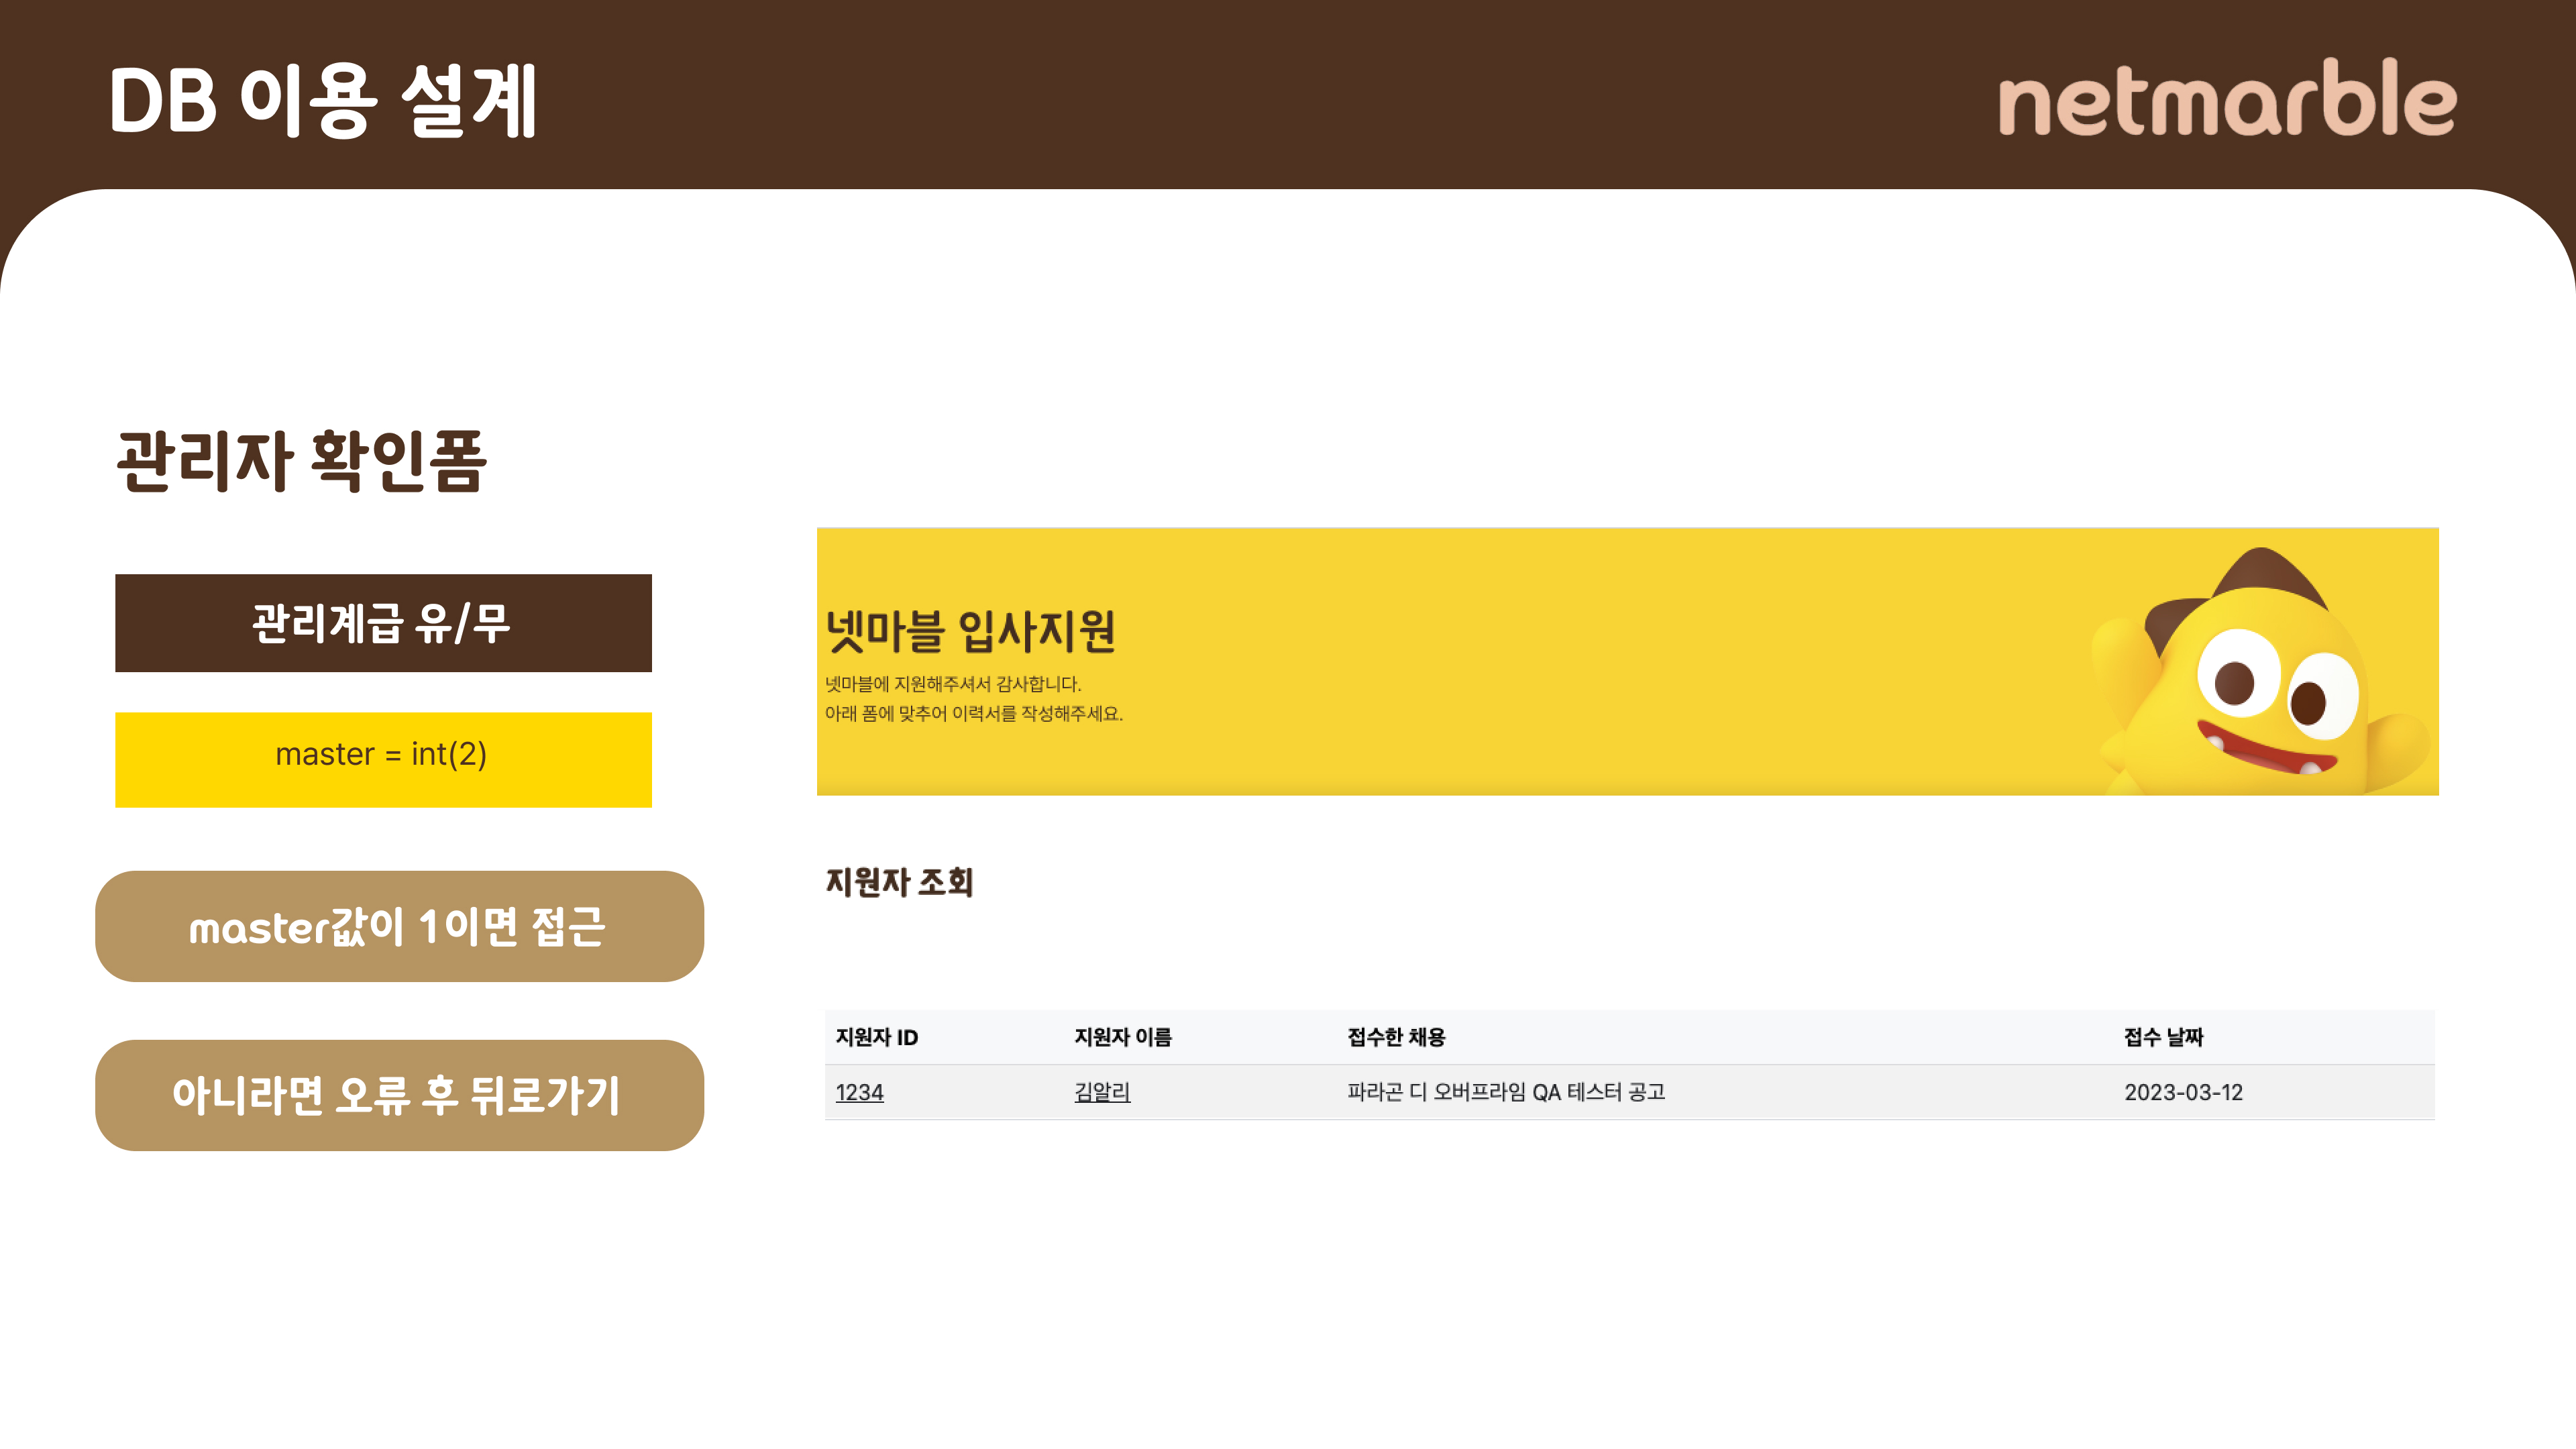 DB 이용 설계
netmarble
관리자 확인폼
관리계급 유/무
master = int(2)
master값이 1이면 접근
아니라면 오류 후 뒤로가기
넷마블 입사지원
넷마블에 지원해주셔서 감사합니다.
아래 폼에 맞추어 이력서를 작성해주세요.
지원자 조회
지원자 ID 지원자 이름 접수한 채용 접수 날짜
1234 김알리 파라곤 디 오버프라임 QA 테스터 공고 2023-03-12